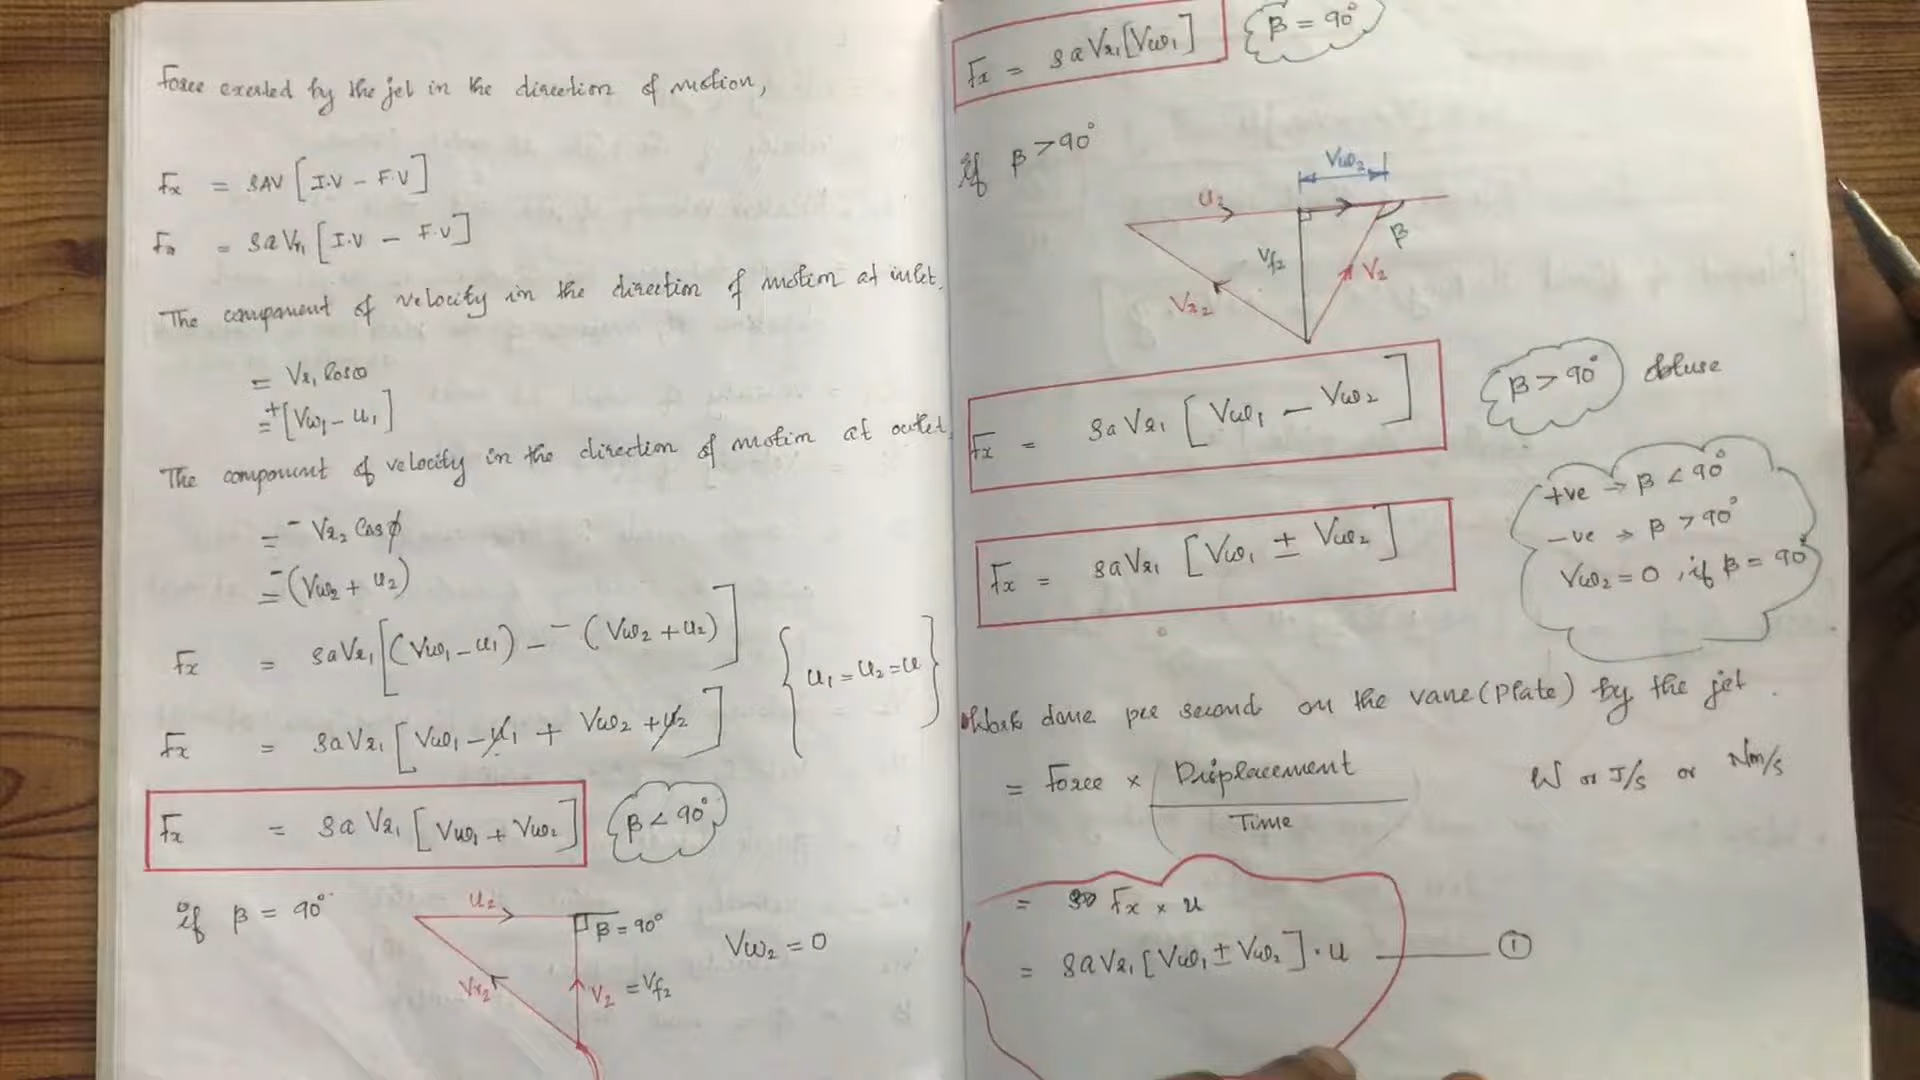 Force exerted by the jet in the direction of motion,
Fx = ρAV [I.V - F.V]
Fx = ρaVr1 [I.V - F.V]
The component of velocity in the direction of motion at inlet.
= Vr1 Cosθ
= +[Vw1 - u1]
The component of velocity in the direction of motion at outlet.
= - Vr2 Cosφ
= -(Vw2 + u2)
Fx = ρaVr1 [(Vw1 - u1) - -(Vw2 + u2)]
{u1 = u2 = u}
Fx = ρaVr1 [Vw1 - u1 + Vw2 + u2]
Fx = ρaVr1 [Vw1 + Vw2]
β < 90°
if β = 90°
u2
β = 90°
Vw2 = 0
Vr2
V2 = Vf2
Fx = ρaVr1 [Vw1]
β = 90°
if β > 90°
Vw2
u2
β
Vf2
V2
Vr2
Fx = ρaVr1 [Vw1 - Vw2]
β > 90° obtuse
Fx = ρaVr1 [Vw1 ± Vw2]
+ve → β < 90°
-ve → β > 90°
Vw2 = 0, if β = 90°
Work done per second on the vane (plate) by the jet.
= Force × (Displacement
Time)
W or J/s or Nm/s
= Fx × u
= ρaVr1 [Vw1 ± Vw2] . u ——— ①